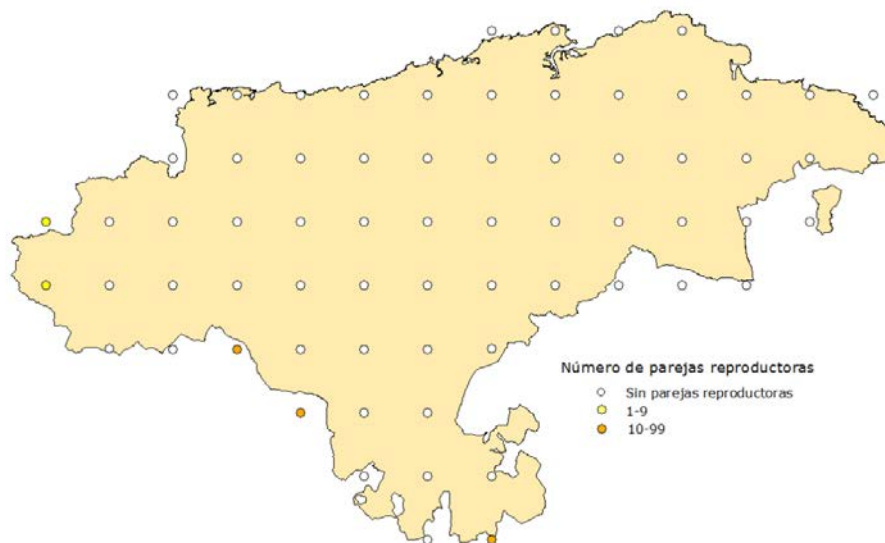 Número de parejas reproductoras
Sin parejas reproductoras
1-9
10-99